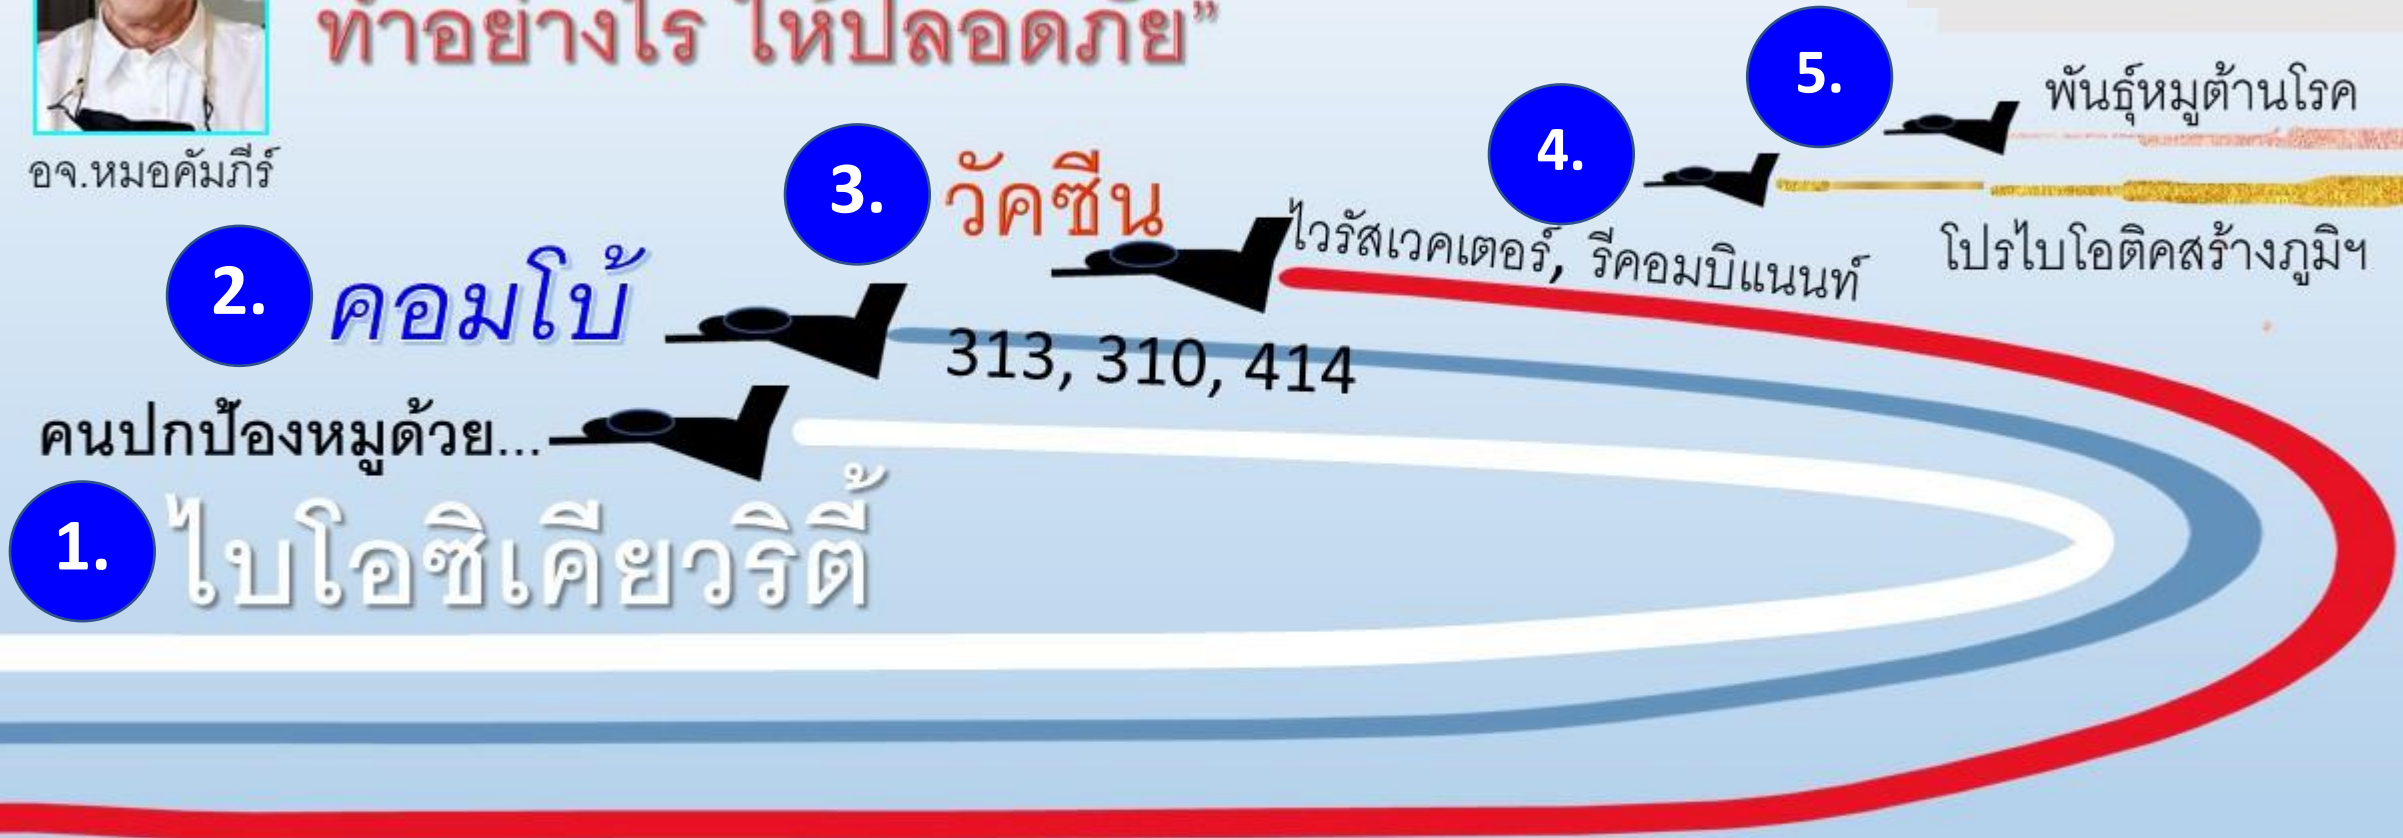 ทำอย่างไร ให้ปลอดภัย”
อจ.หมอคัมภีร์
5.
พันธุ์หมูต้านโรค
4.
โปรไบโอติคสร้างภูมิฯ
3.
วัคซีน
ไวรัสเวคเตอร์, รีคอมบิแนนท์
2.
คอมโบ้
313, 310, 414
คนปกป้องหมูด้วย...
1.
ไบโอซิเคียวริตี้